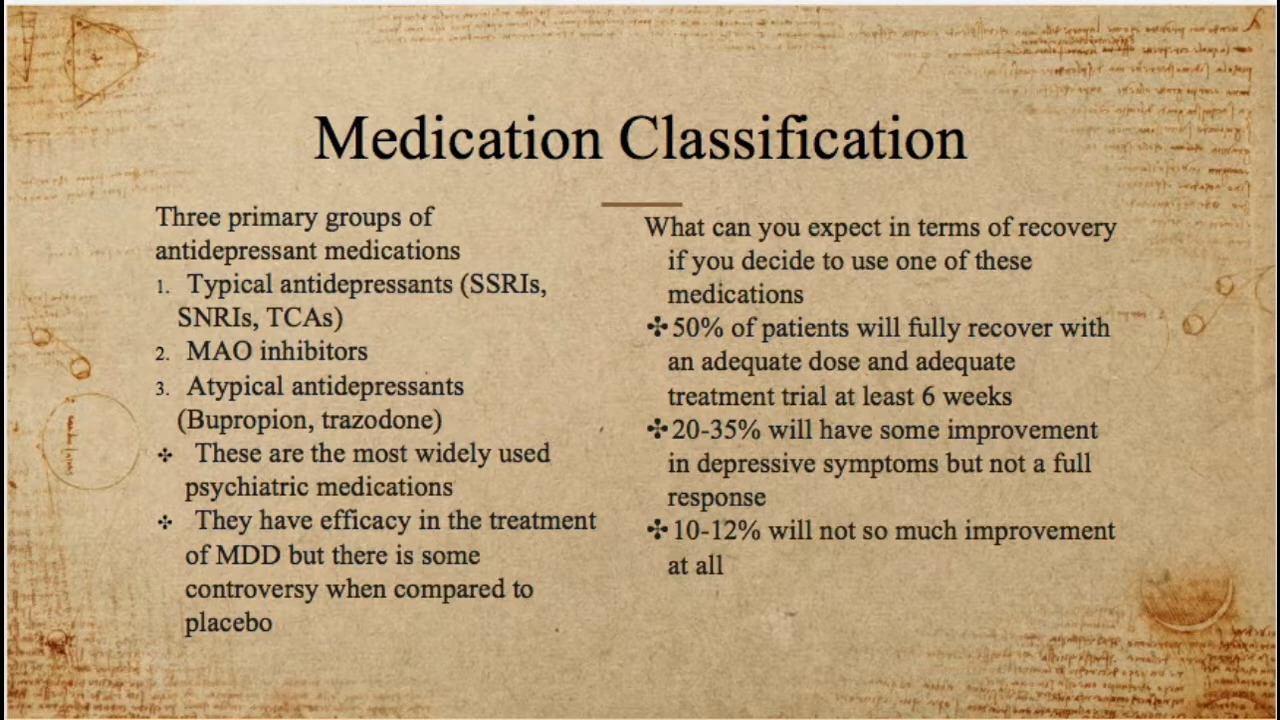 Medication Classification
Three primary groups of
antidepressant medications
1. Typical antidepressants (SSRIs,
SNRIs, TCAs)
2. MAO inhibitors
3. Atypical antidepressants
(Bupropion, trazodone)
These are the most widely used
psychiatric medications
They have efficacy in the treatment
of MDD but there is some
controversy when compared to
placebo
What can you expect in terms of recovery
if you decide to use one of these
medications
50% of patients will fully recover with
an adequate dose and adequate
treatment trial at least 6 weeks
20-35% will have some improvement
in depressive symptoms but not a full
response
10-12% will not so much improvement
at all